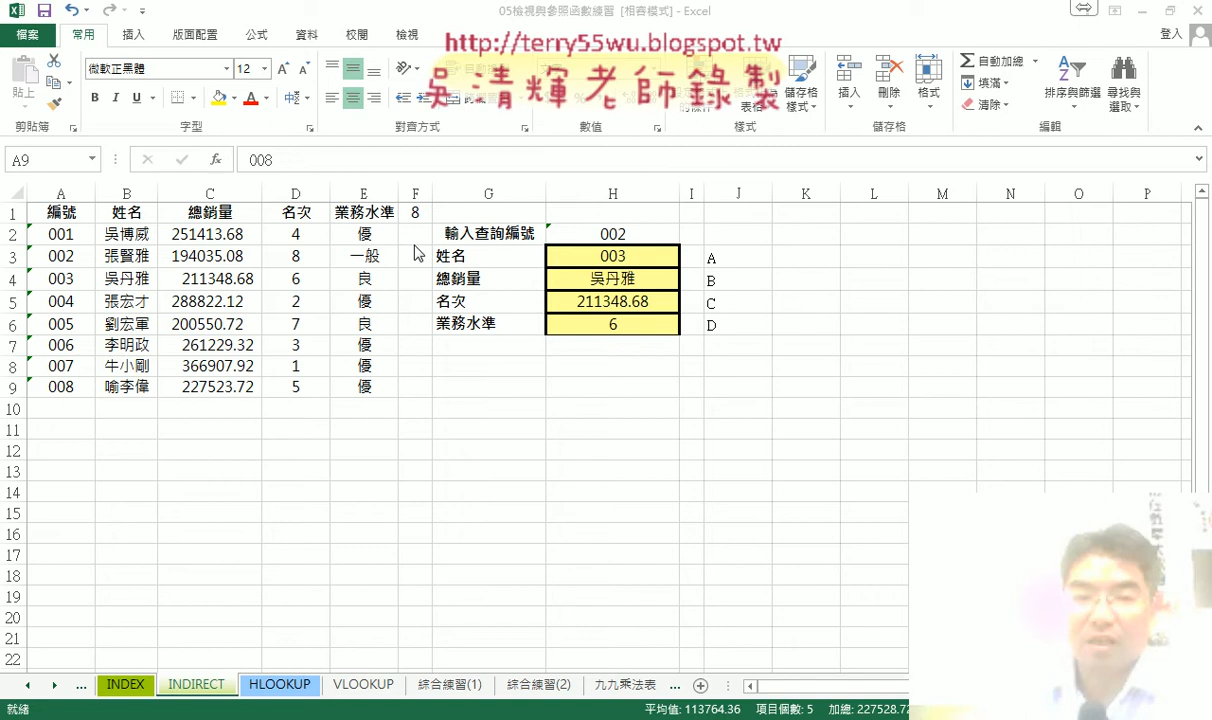 05檢視與參照函數練習 [相容模式] - Excel
檔案 常用 插入 版面配置 公式 資料 校閱 檢視 登入
http://terry55wu.blogspot.tw
吳清輝老師錄製
貼上 微軟正黑體 12 B I U A 中 儲存格樣式 插入 刪除 格式 自動加總 填滿 清除 排序與篩選 尋找與選取
剪貼簿 字型 對齊方式 數值 樣式 儲存格 編輯
A9 fx 008
A B C D E F G H I J K L M N O P
1 編號 姓名 總銷量 名次 業務水準 8
2 001 吳博威 251413.68 4 優 輸入查詢編號 002
3 002 張賢雅 194035.08 8 一般 姓名 003 A
4 003 吳丹雅 211348.68 6 良 總銷量 吳丹雅 B
5 004 張宏才 288822.12 2 優 名次 211348.68 C
6 005 劉宏軍 200550.72 7 良 業務水準 6 D
7 006 李明政 261229.32 3 優
8 007 牛小剛 366907.92 1 優
9 008 喻李偉 227523.72 5 優
10
11
12
13
14
15
16
17
18
19
20
21
22
... INDEX INDIRECT HLOOKUP VLOOKUP 綜合練習(1) 綜合練習(2) 九九乘法表 ...
就緒 平均值: 113764.36 項目個數: 5 加總: 227528.72